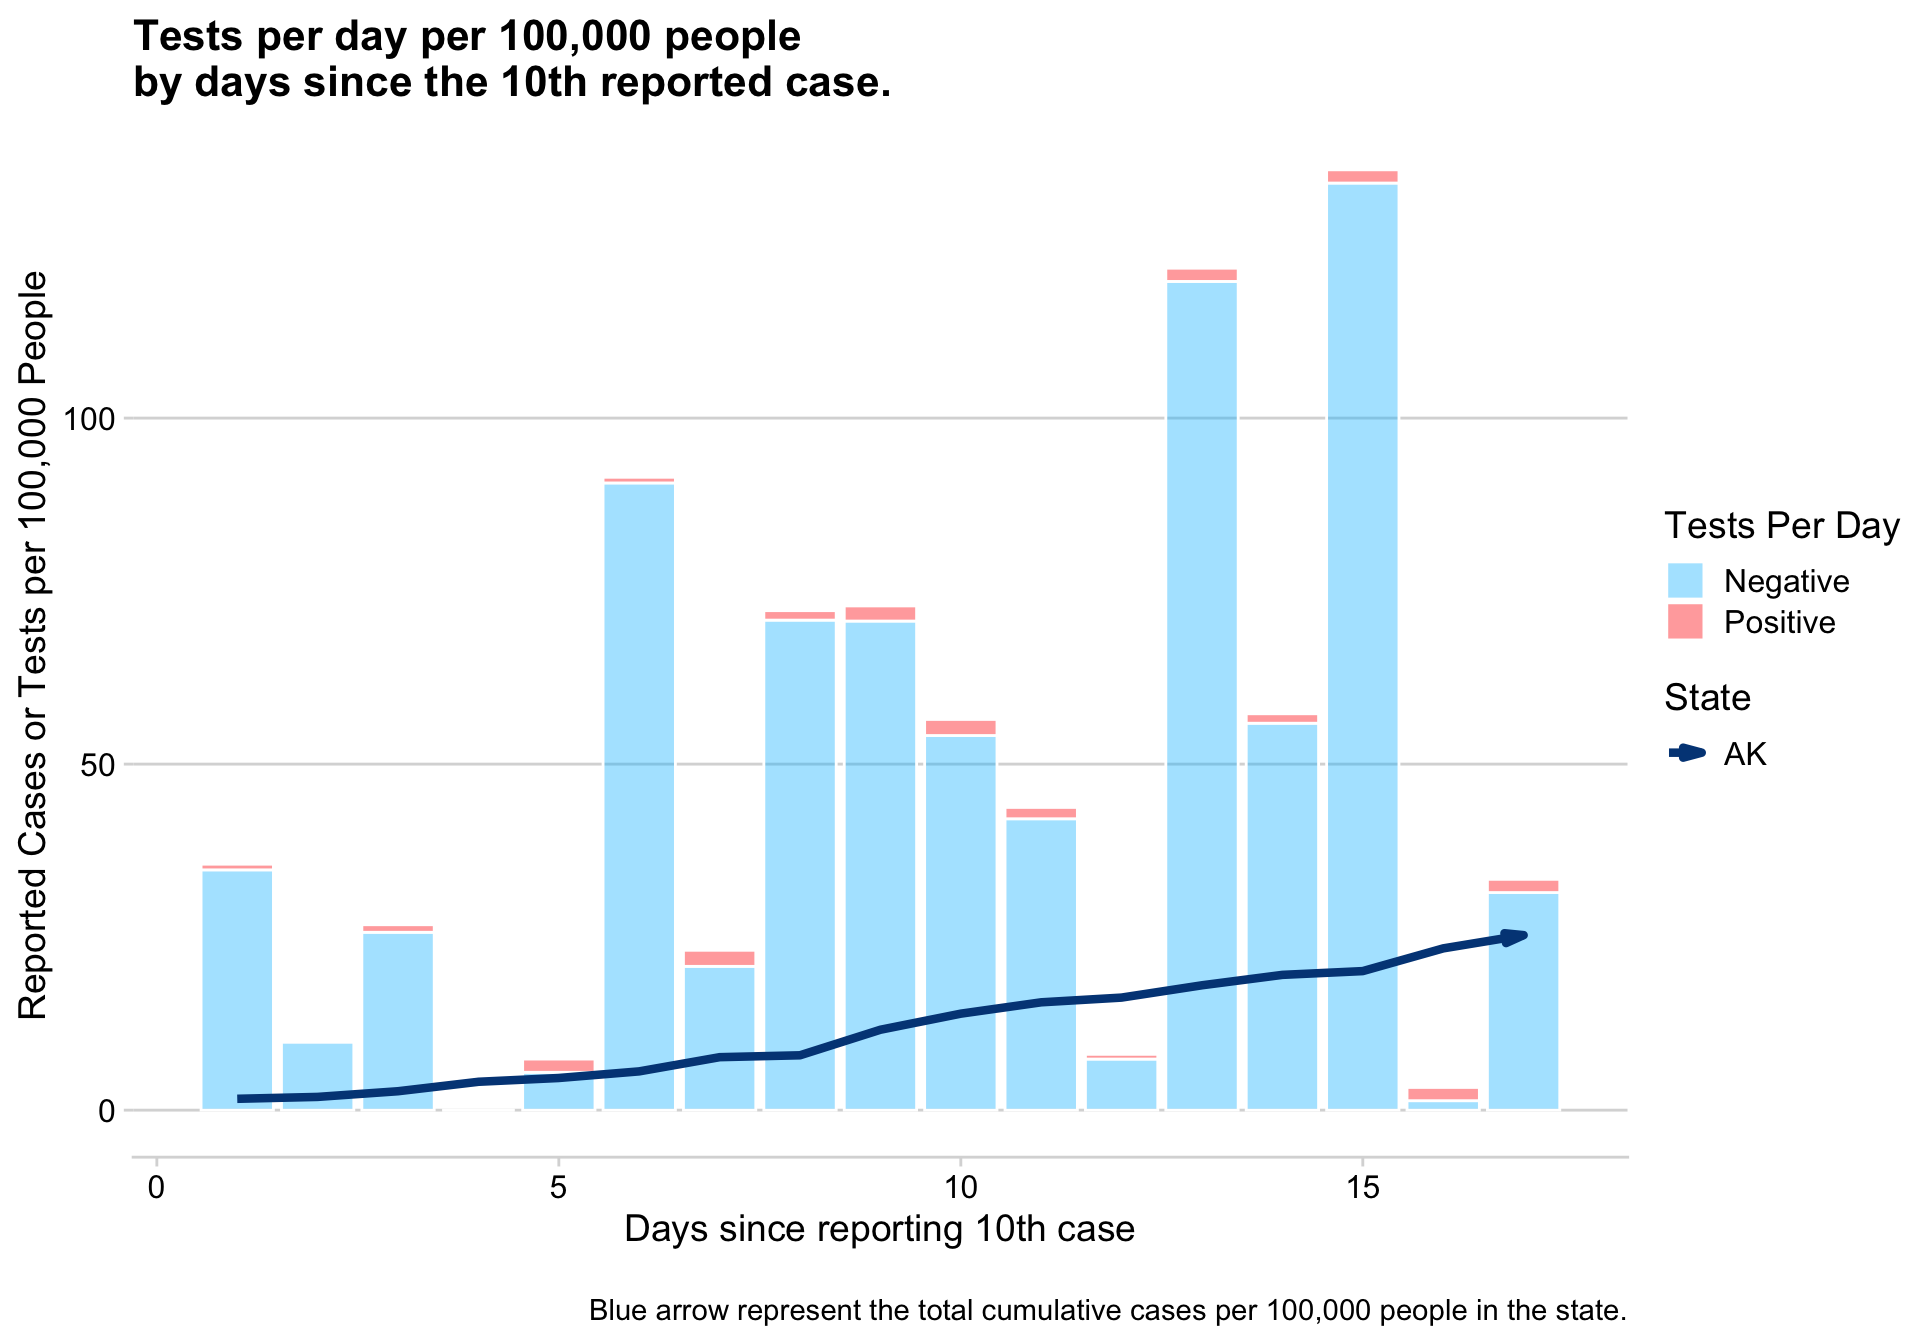 Tests per day per 100,000 people
by days since the 10th reported case.
Reported Cases or Tests per 100,000 People
100
50
0
0
5
10
15
Days since reporting 10th case
Tests Per Day
Negative
Positive
State
AK
Blue arrow represent the total cumulative cases per 100,000 people in the state.